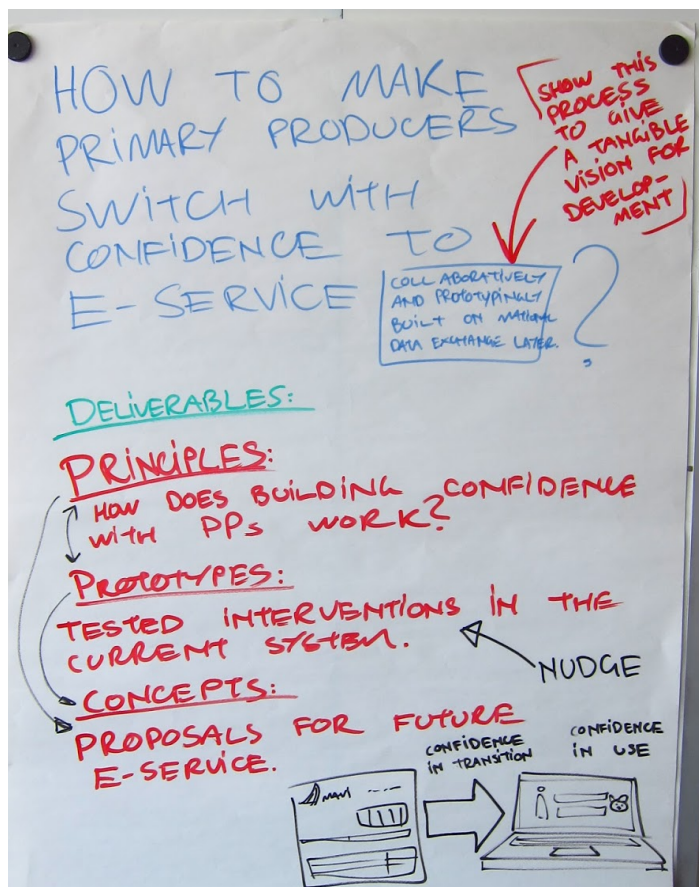 HOW TO MAKE
PRIMARY PRODUCERS
SWITCH WITH
CONFIDENCE TO
E-SERVICE
COLLABORATIVELY
AND PROTOTYPINGLY
BUILT ON NATIONAL
DATA EXCHANGE LAYER.
?
SHOW THIS
PROCESS
TO GIVE
A TANGIBLE
VISION FOR
DEVELOP-
MENT
DELIVERABLES:
PRINCIPLES:
HOW DOES BUILDING CONFIDENCE
WITH PPs WORK?
PROTOTYPES:
TESTED INTERVENTIONS IN THE
CURRENT SYSTEM.
NUDGE
CONCEPTS:
PROPOSALS FOR FUTURE
E-SERVICE.
CONFIDENCE
IN TRANSITION
CONFIDENCE
IN USE
MAVI